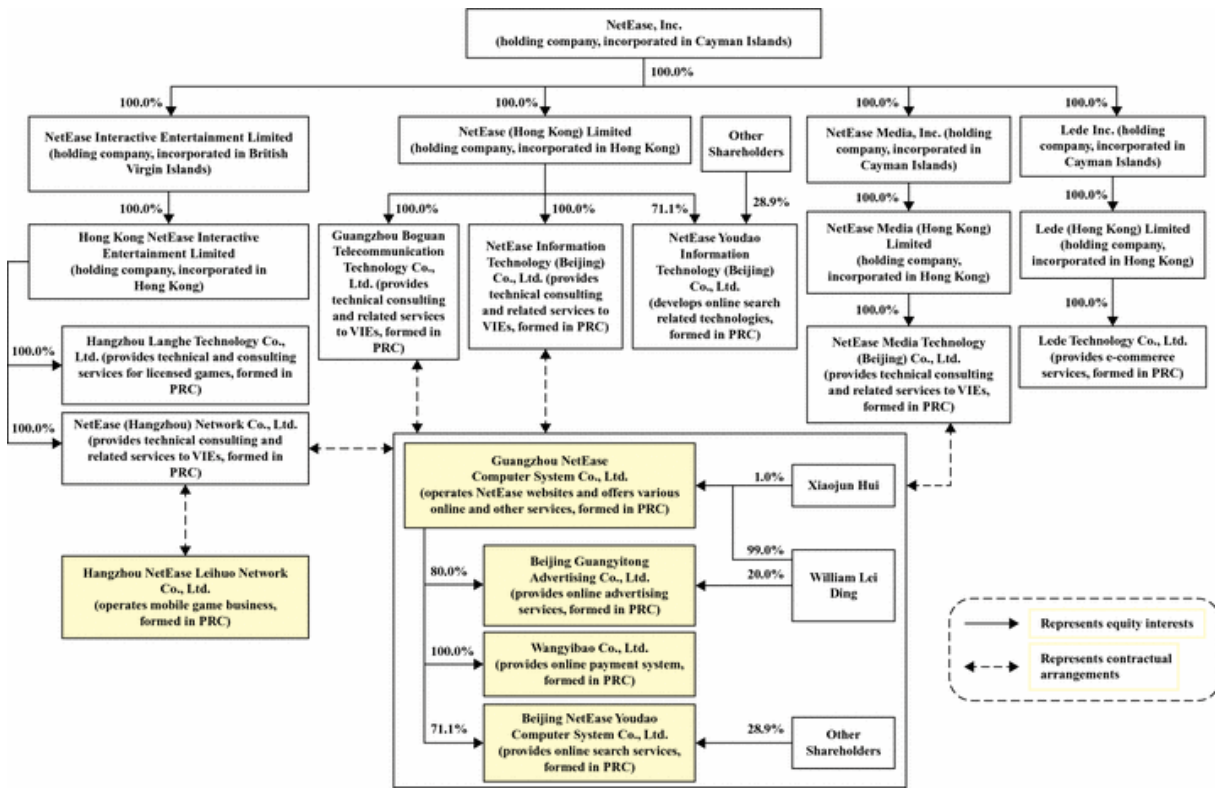 NetEase, Inc.
(holding company, incorporated in Cayman Islands)
100.0%
100.0%
100.0%
100.0%
100.0%
NetEase Interactive Entertainment Limited
(holding company, incorporated in British
Virgin Islands)
NetEase (Hong Kong) Limited
(holding company, incorporated in Hong Kong)
Other
Shareholders
NetEase Media, Inc. (holding
company, incorporated in
Cayman Islands)
Lede Inc. (holding
company, incorporated in
Cayman Islands)
100.0%
100.0%
100.0%
71.1%
28.9%
100.0%
100.0%
Hong Kong NetEase Interactive
Entertainment Limited
(holding company, incorporated in
Hong Kong)
Guangzhou Boguan
Telecommunication
Technology Co.,
Ltd. (provides
technical consulting
and related services
to VIEs, formed in
PRC)
NetEase Information
Technology (Beijing)
Co., Ltd. (provides
technical consulting
and related services to
VIEs, formed in PRC)
NetEase Youdao
Information
Technology (Beijing)
Co., Ltd.
(develops online search
related technologies,
formed in PRC)
NetEase Media (Hong Kong)
Limited
(holding company,
incorporated in Hong Kong)
Lede (Hong Kong) Limited
(holding company,
incorporated in Hong Kong)
100.0%
100.0%
100.0%
Hangzhou Langhe Technology Co.,
Ltd. (provides technical and consulting
services for licensed games, formed in
PRC)
NetEase Media Technology
(Beijing) Co., Ltd.
(provides technical consulting
and related services to VIEs,
formed in PRC)
Lede Technology Co., Ltd.
(provides e-commerce
services, formed in PRC)
100.0%
NetEase (Hangzhou) Network Co., Ltd.
(provides technical consulting and
related services to VIEs, formed in
PRC)
Guangzhou NetEase
Computer System Co., Ltd.
(operates NetEase websites and offers various
online and other services, formed in PRC)
1.0%
Xiaojun Hui
Hangzhou NetEase Leihuo Network
Co., Ltd.
(operates mobile game business,
formed in PRC)
80.0%
Beijing Guangyitong
Advertising Co., Ltd.
(provides online advertising
services, formed in PRC)
99.0%
20.0%
William Lei
Ding
100.0%
Wangyibao Co., Ltd.
(provides online payment system,
formed in PRC)
71.1%
Beijing NetEase Youdao
Computer System Co., Ltd.
(provides online search services,
formed in PRC)
28.9%
Other
Shareholders
Represents equity interests
Represents contractual
arrangements